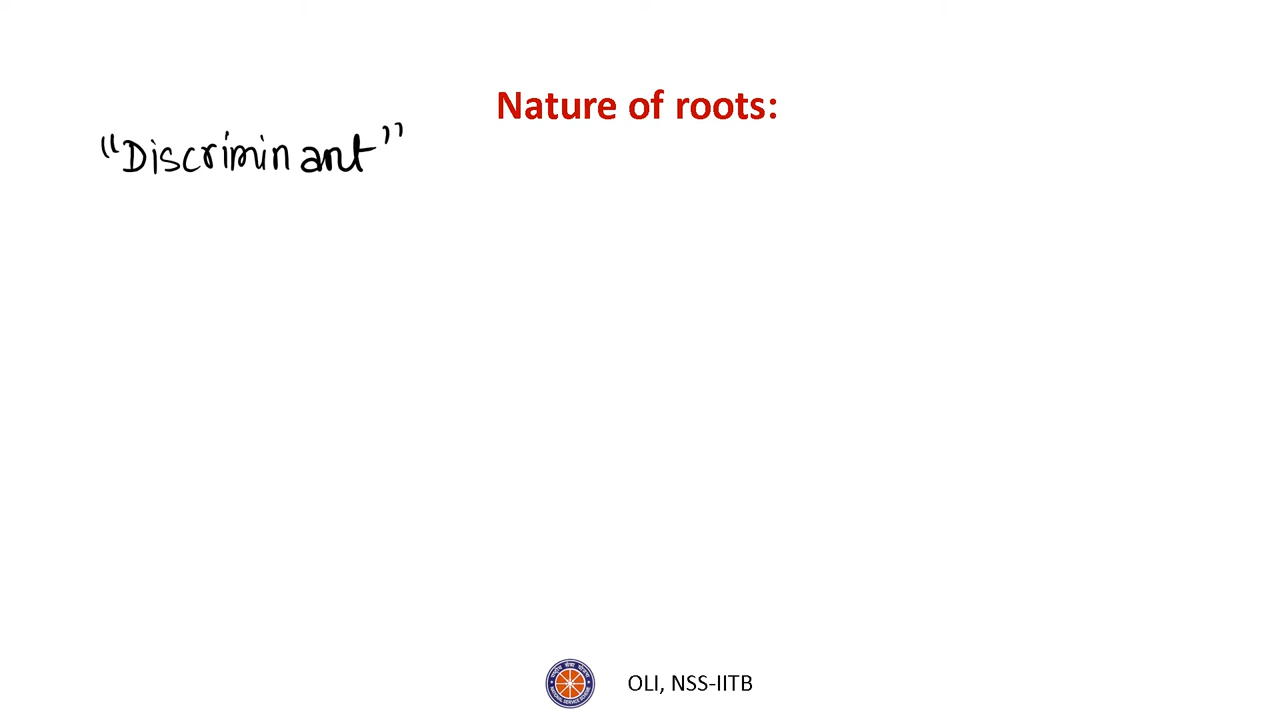 Nature of roots:
"Discriminant"
OLI, NSS-IITB